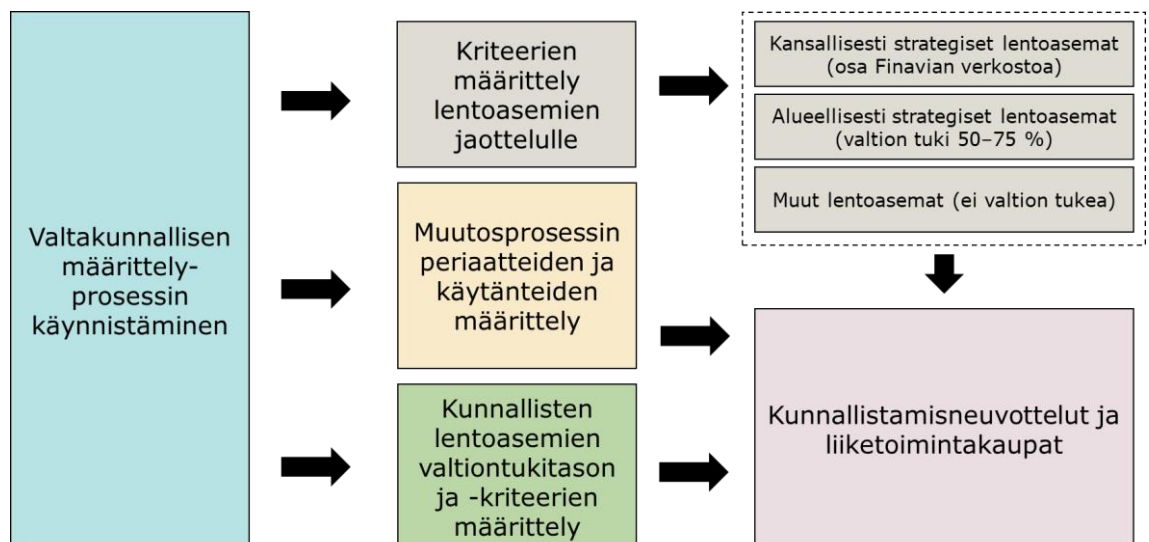 Valtakunnallisen
määrittely-
prosessin
käynnistäminen
Kriteerien
määrittely
lentoasemien
jaottelulle
Muutosprosessin
periaatteiden ja
käytänteiden
määrittely
Kunnallisten
lentoasemien
valtiontukitason
ja -kriteerien
määrittely
Kansallisesti strategiset lentoasemat
(osa Finavian verkostoa)
Alueellisesti strategiset lentoasemat
(valtion tuki 50–75 %)
Muut lentoasemat (ei valtion tukea)
Kunnallistamisneuvottelut ja
liiketoimintakaupat